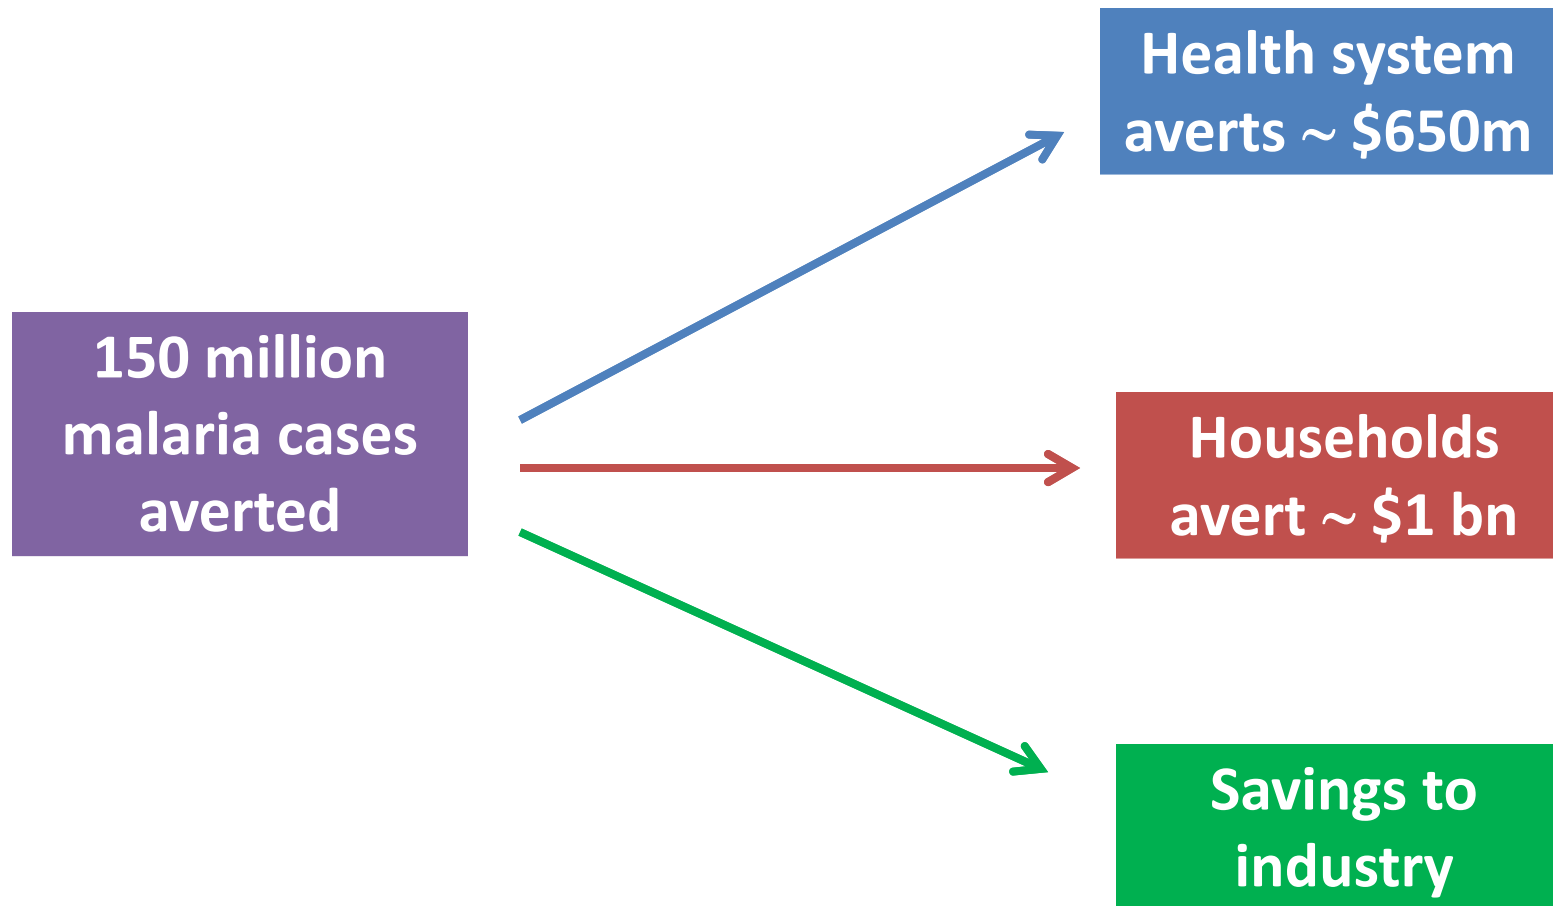 Health system
averts ~ $650m
150 million
malaria cases
averted
Households
avert ~ $1 bn
Savings to
industry